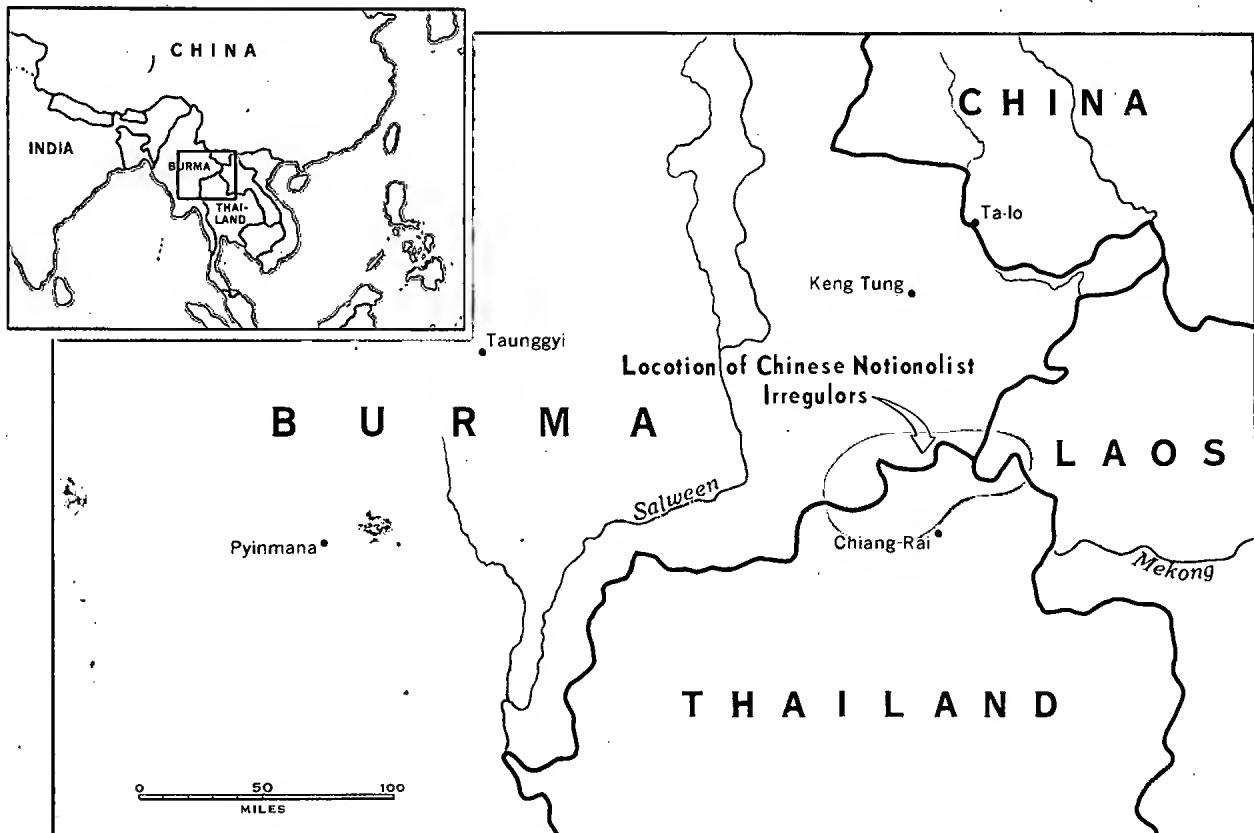 CHINA
INDIA
BURMA
THAI-
LAND
CHINA
Ta-lo
Keng Tung
Taunggyi
Locotion of Chinese Notionolist
Irregulors
BURMA
LAOS
Salween
Pyinmana
Chiang-Rai
Mekong
THAILAND
0 50 100
MILES